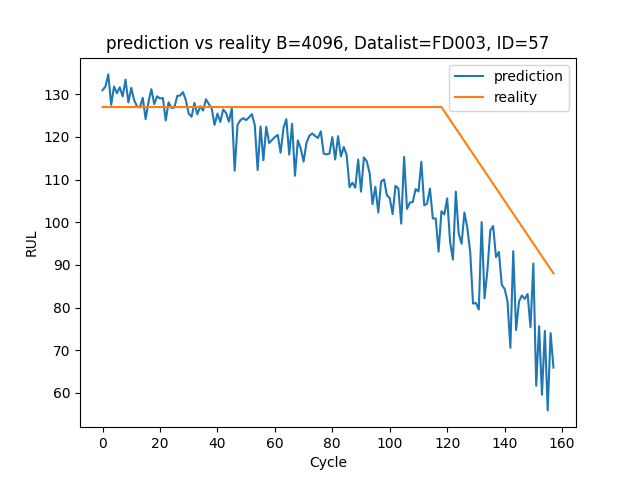 prediction vs reality B=4096, Datalist=FD003, ID=57
prediction
reality
RUL
130
120
110
100
90
80
70
60
0 20 40 60 80 100 120 140 160
Cycle